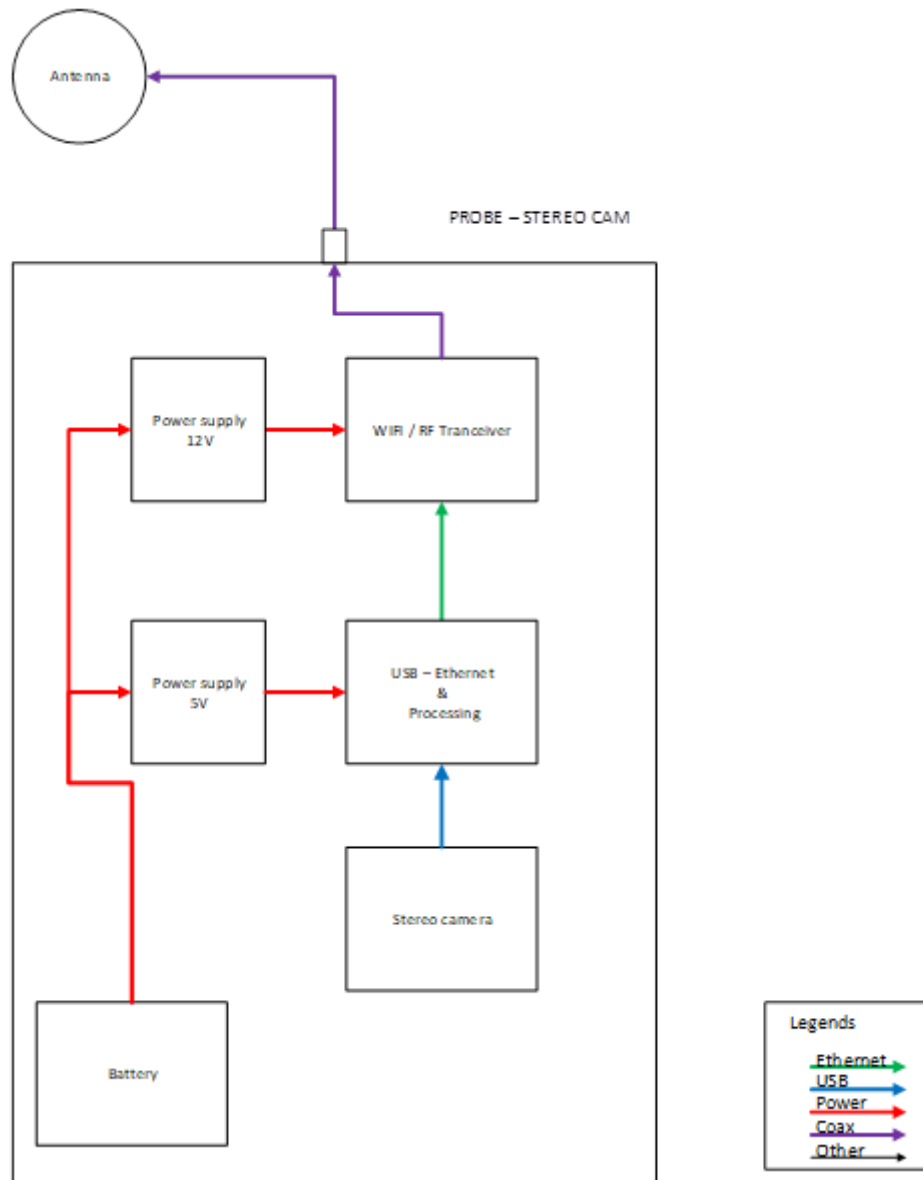 Antenna
PROBE – STEREO CAM
Power supply
12V
WIFI / RF Tranceiver
Power supply
5V
USB – Ethernet
&
Processing
Stereo camera
Battery
Legends
Ethernet
USB
Power
Coax
Other